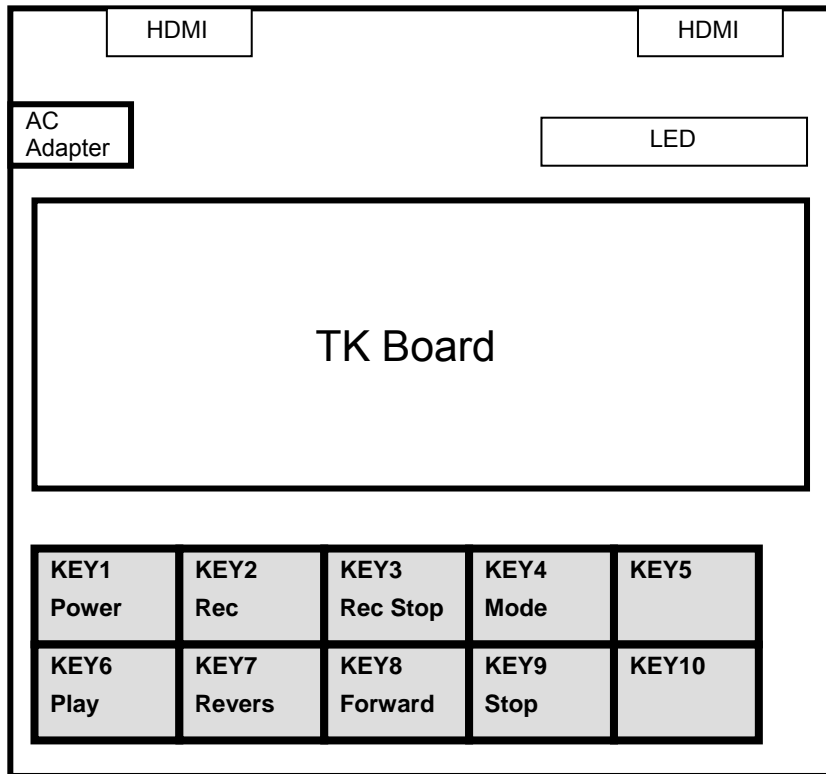 HDMI
HDMI
AC
Adapter
LED
TK Board
KEY1
Power
KEY2
Rec
KEY3
Rec Stop
KEY4
Mode
KEY5
KEY6
Play
KEY7
Revers
KEY8
Forward
KEY9
Stop
KEY10